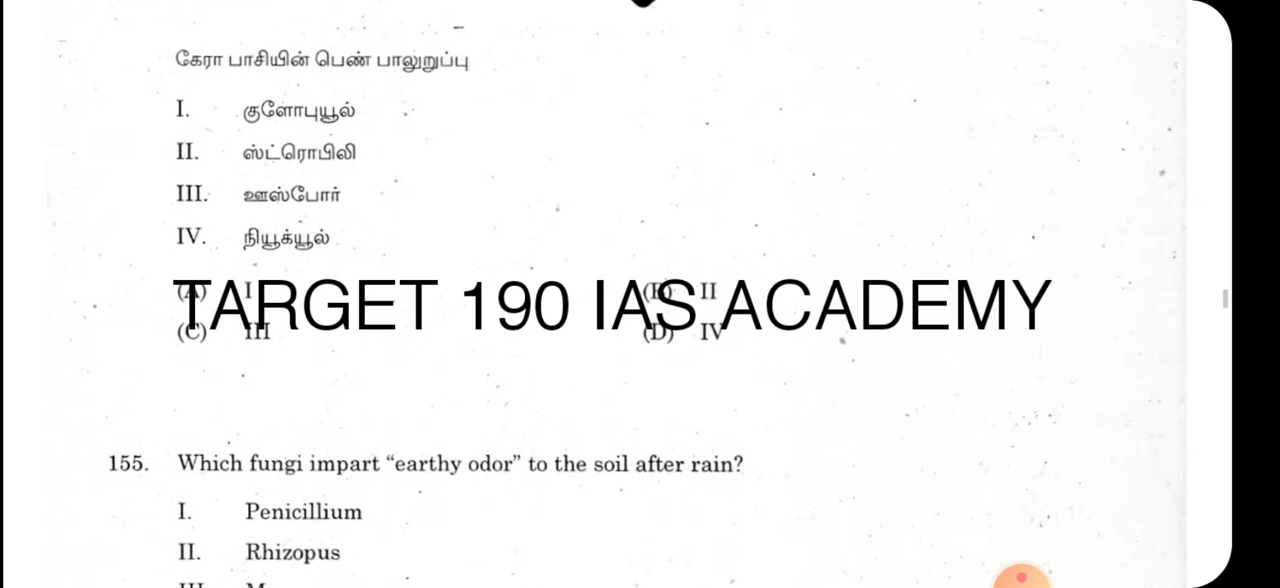 கேரா பாசியின் பெண் பாலுறுப்பு
I. குளோபுயூல்
II. ஸ்ட்ரொபிலி
III. ஊஸ்போர்
IV. நியூக்யூல்
(A) I (B) II
TARGET 190 IAS ACADEMY
(C) III (D) IV
155. Which fungi impart “earthy odor” to the soil after rain?
I. Penicillium
II. Rhizopus